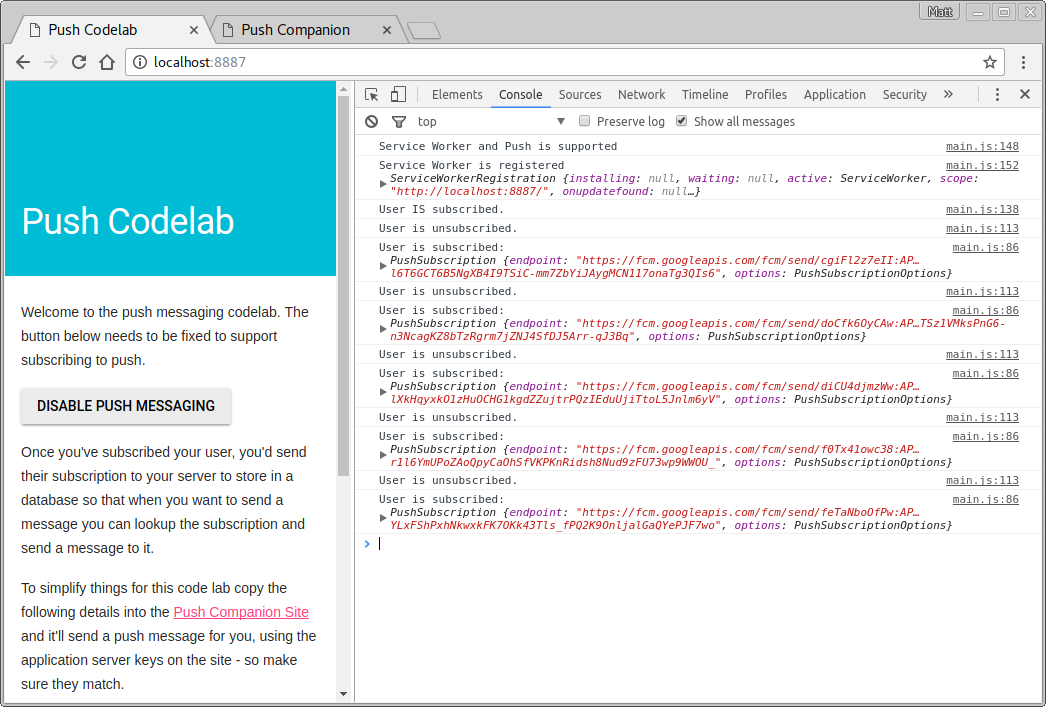 Matt
Push Codelab
Push Companion
localhost:8887
Elements Console Sources Network Timeline Profiles Application Security »
top Preserve log Show all messages
Push Codelab
Welcome to the push messaging codelab. The
button below needs to be fixed to support
subscribing to push.
DISABLE PUSH MESSAGING
Once you've subscribed your user, you'd send
their subscription to your server to store in a
database so that when you want to send a
message you can lookup the subscription and
send a message to it.
To simplify things for this code lab copy the
following details into the Push Companion Site
and it'll send a push message for you, using the
application server keys on the site - so make
sure they match.
Service Worker and Push is supported main.js:148
Service Worker is registered main.js:152
ServiceWorkerRegistration {installing: null, waiting: null, active: ServiceWorker, scope:
"http://localhost:8887/", onupdatefound: null…}
User IS subscribed. main.js:138
User is unsubscribed. main.js:113
User is subscribed: main.js:86
PushSubscription {endpoint: "https://fcm.googleapis.com/fcm/send/cgiFl2z7eII:AP…
l6T6GCT6B5NgXB4I9TSiC-mm7ZbYiJAygMCN117onaTg3QIs6", options: PushSubscriptionOptions}
User is unsubscribed. main.js:113
User is subscribed: main.js:86
PushSubscription {endpoint: "https://fcm.googleapis.com/fcm/send/doCfk6OyCAw:AP…TSz1VMksPnG6-
n3NcagKZ8bTzRgrm7jZNJ4SfDJ5Arr-qJ3Bq", options: PushSubscriptionOptions}
User is unsubscribed. main.js:113
User is subscribed: main.js:86
PushSubscription {endpoint: "https://fcm.googleapis.com/fcm/send/diCU4djmzWw:AP…
lXkHqyxkO1zHuOCHG1kgdZZujtrPQzIEduUjiTtoL5Jnlm6yV", options: PushSubscriptionOptions}
User is unsubscribed. main.js:113
User is subscribed: main.js:86
PushSubscription {endpoint: "https://fcm.googleapis.com/fcm/send/f0Tx41owc38:AP…
r1l6YmUPoZAoQpyCaOhSfVKPKnRidsh8Nud9zFU73wp9WWOU_", options: PushSubscriptionOptions}
User is unsubscribed. main.js:113
User is subscribed: main.js:86
PushSubscription {endpoint: "https://fcm.googleapis.com/fcm/send/feTaNboOfPw:AP…
YLxFShPxhNkwxkFK7OKk43Tls_fPQ2K9OnljalGaQYePJF7wo", options: PushSubscriptionOptions}